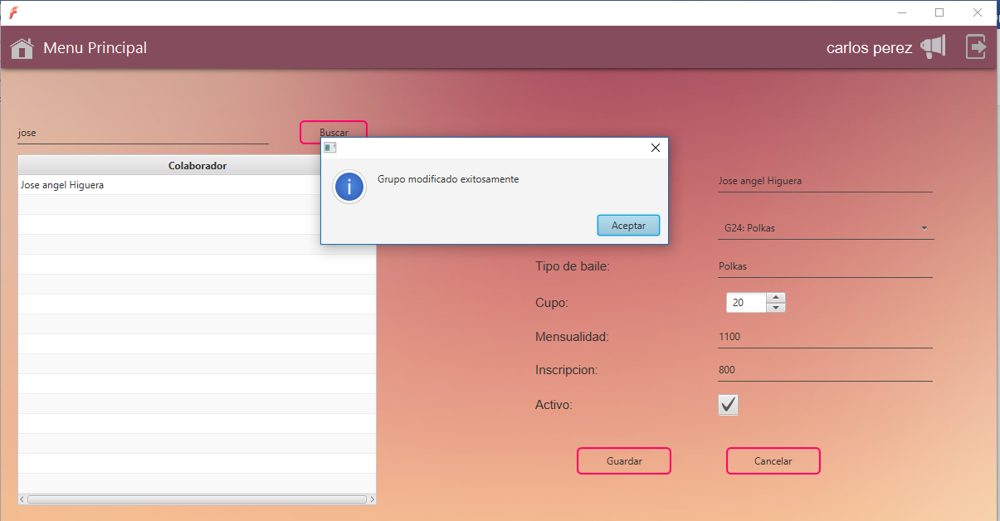 Menu Principal
carlos perez
jose
Buscar
Colaborador
Jose angel Higuera
Grupo modificado exitosamente
Aceptar
Jose angel Higuera
G24: Polkas
Tipo de baile:
Polkas
Cupo:
20
Mensualidad:
1100
Inscripcion:
800
Activo:
Guardar
Cancelar